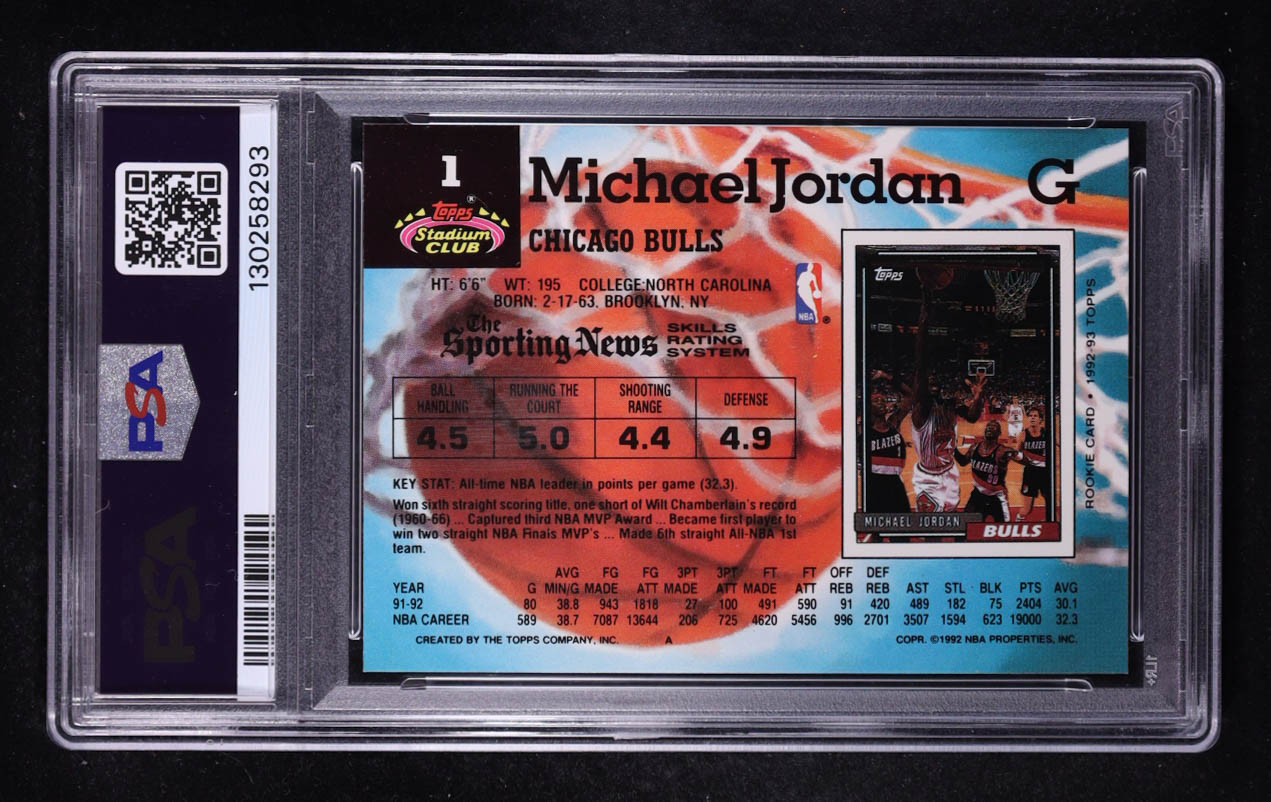 130258293
PSA
PSA
1
Topps®
Stadium
CLUB
Michael Jordan G
CHICAGO BULLS
HT: 6'6" WT: 195 COLLEGE:NORTH CAROLINA
BORN: 2-17-63, BROOKLYN, NY
NBA ®
The
Sporting News
SKILLS
RATING
SYSTEM
BALL HANDLING RUNNING THE COURT SHOOTING RANGE DEFENSE
4.5 5.0 4.4 4.9
KEY STAT: All-time NBA leader in points per game (32.3).
Won sixth straight scoring title, one short of Wilt Chamberlain's record
(1960-66) ... Captured third NBA MVP Award ... Became first player to
win two straight NBA Finals MVP's ... Made 6th straight All-NBA 1st
team.
AVG FG FG 3PT 3PT FT FT OFF DEF
YEAR G MIN/G MADE ATT MADE ATT MADE ATT REB REB AST STL BLK PTS AVG
91-92 80 38.8 943 1818 27 100 491 590 91 420 489 182 75 2404 30.1
NBA CAREER 589 38.7 7087 13644 206 725 4620 5456 996 2701 3507 1594 623 19000 32.3
CREATED BY THE TOPPS COMPANY, INC. A COPR. ©1992 NBA PROPERTIES, INC.
Topps
BLAZERS
BLAZERS
MICHAEL JORDAN
BULLS
ROOKIE CARD • 1992-93 TOPPS
PSA
1LR+